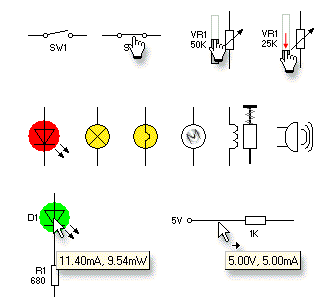 SW1
S
VR1
50K
VR1
25K
M
D1
11.40mA, 9.54mW
R1
680
5V
1K
5.00V, 5.00mA